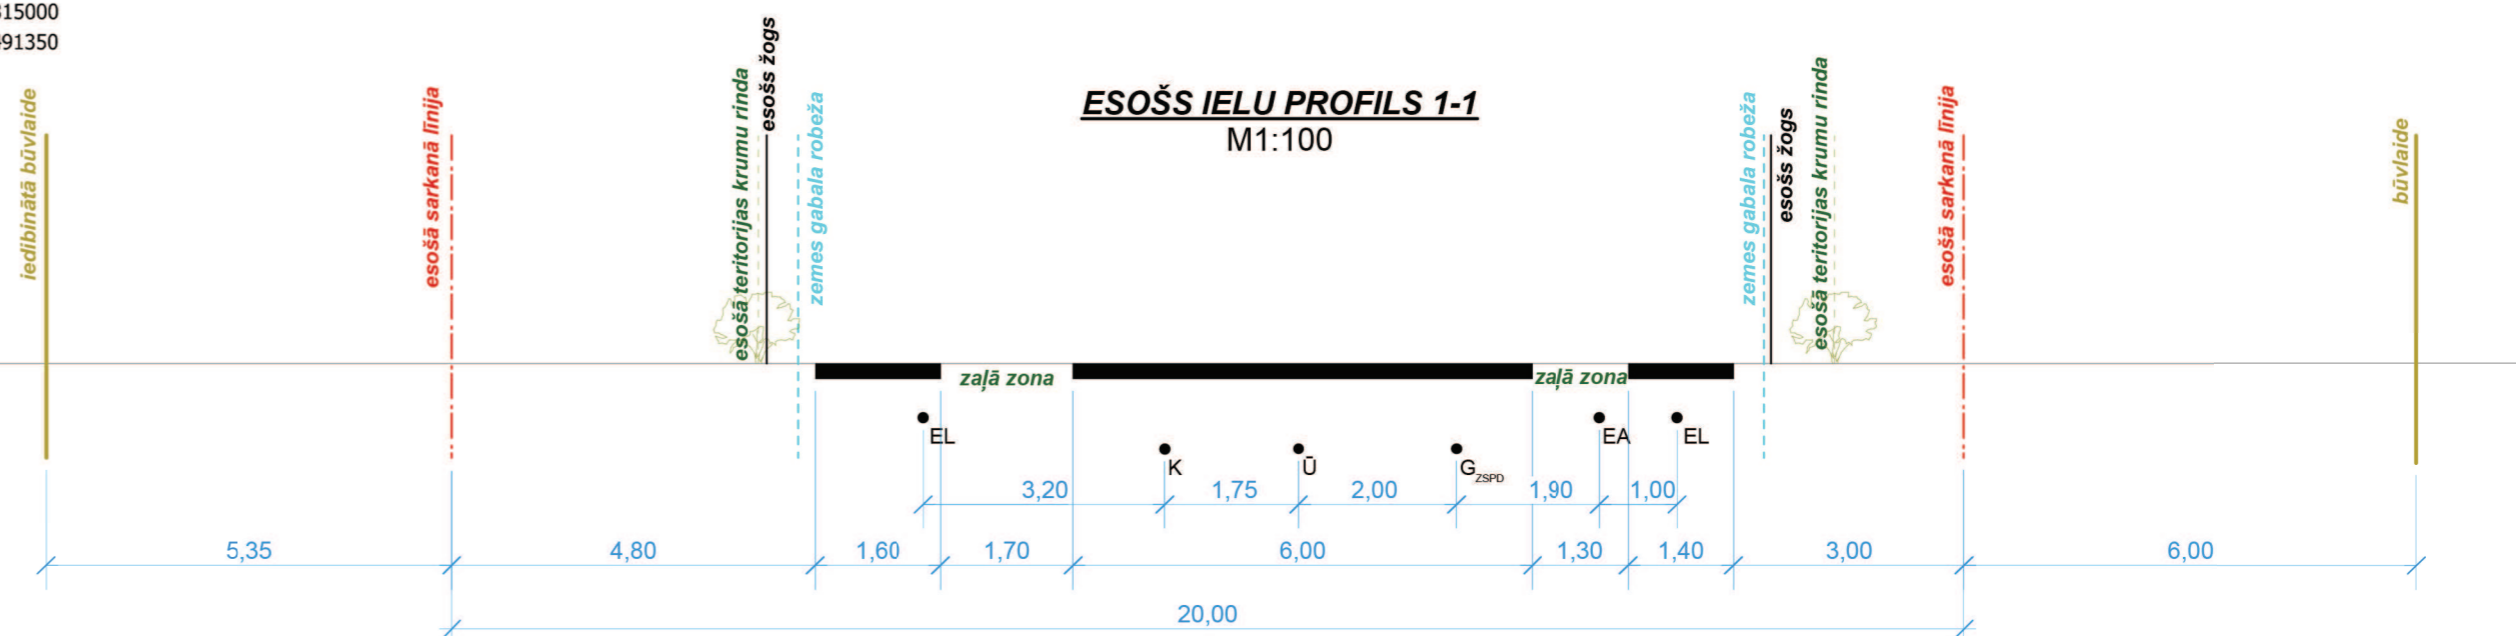 315000
491350
ESOŠS IELU PROFILS 1-1
M1:100
iedibinātā būvlaide
esošā sarkanā līnija
esošā teritorijas krumu rinda
esošs žogs
zemes gabala robeža
zemes gabala robeža
esošs žogs
esošā teritorijas krumu rinda
esošā sarkanā līnija
būvlaide
zaļā zona
zaļā zona
EL
EA
EL
K
Ū
G ZSPD
3,20
1,75
2,00
1,90
1,00
5,35
4,80
1,60
1,70
6,00
1,30
1,40
3,00
6,00
20,00